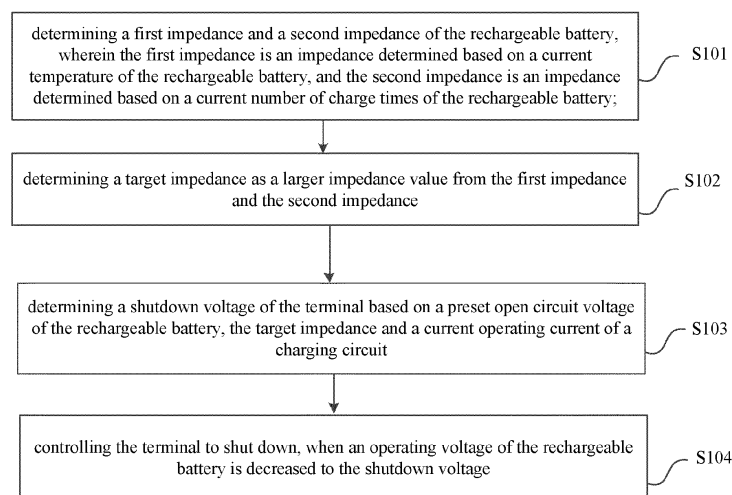 determining a first impedance and a second impedance of the rechargeable battery,
wherein the first impedance is an impedance determined based on a current
temperature of the rechargeable battery, and the second impedance is an impedance
determined based on a current number of charge times of the rechargeable battery;
S101
determining a target impedance as a larger impedance value from the first impedance
and the second impedance
S102
determining a shutdown voltage of the terminal based on a preset open circuit voltage
of the rechargeable battery, the target impedance and a current operating current of a
charging circuit
S103
controlling the terminal to shut down, when an operating voltage of the rechargeable
battery is decreased to the shutdown voltage
S104